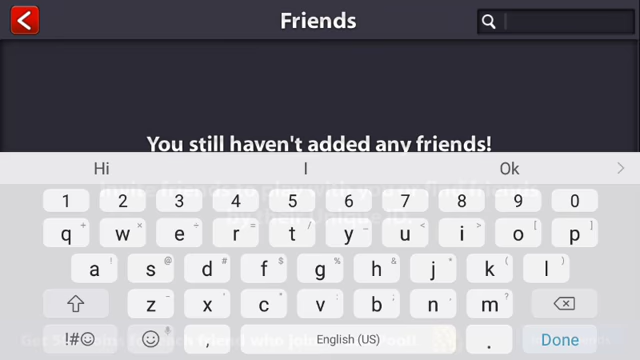 Friends
You still haven't added any friends!
Hi I Ok
1 2 3 4 5 6 7 8 9 0
q w e r t y u i o p
a s d f g h j k l
z x c v b n m
!#☺ , English (US) . Done